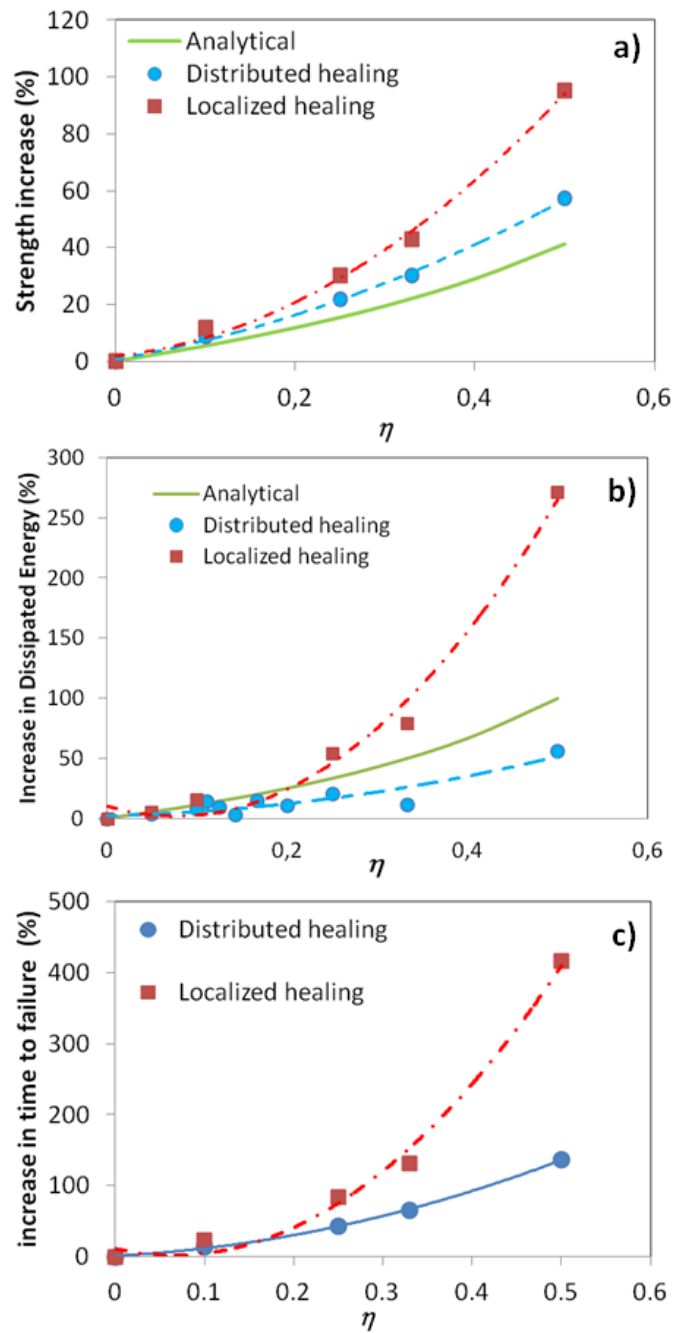 a)
Strength increase (%)
120
100
80
60
40
20
0
Analytical
Distributed healing
Localized healing
0
0,2
0,4
0,6
η
b)
Increase in Dissipated Energy (%)
300
250
200
150
100
50
0
Analytical
Distributed healing
Localized healing
0
0,2
0,4
0,6
η
c)
increase in time to failure (%)
500
400
300
200
100
0
Distributed healing
Localized healing
0
0.1
0.2
0.3
0.4
0.5
0.6
η